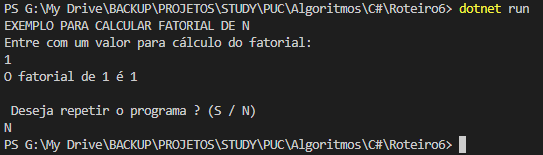 PS G:\My Drive\BACKUP\PROJETOS\STUDY\PUC\Algoritmos\C#\Roteiro6> dotnet run
EXEMPLO PARA CALCULAR FATORIAL DE N
Entre com um valor para cálculo do fatorial:
1
O fatorial de 1 é 1
Deseja repetir o programa ? (S / N)
N
PS G:\My Drive\BACKUP\PROJETOS\STUDY\PUC\Algoritmos\C#\Roteiro6>